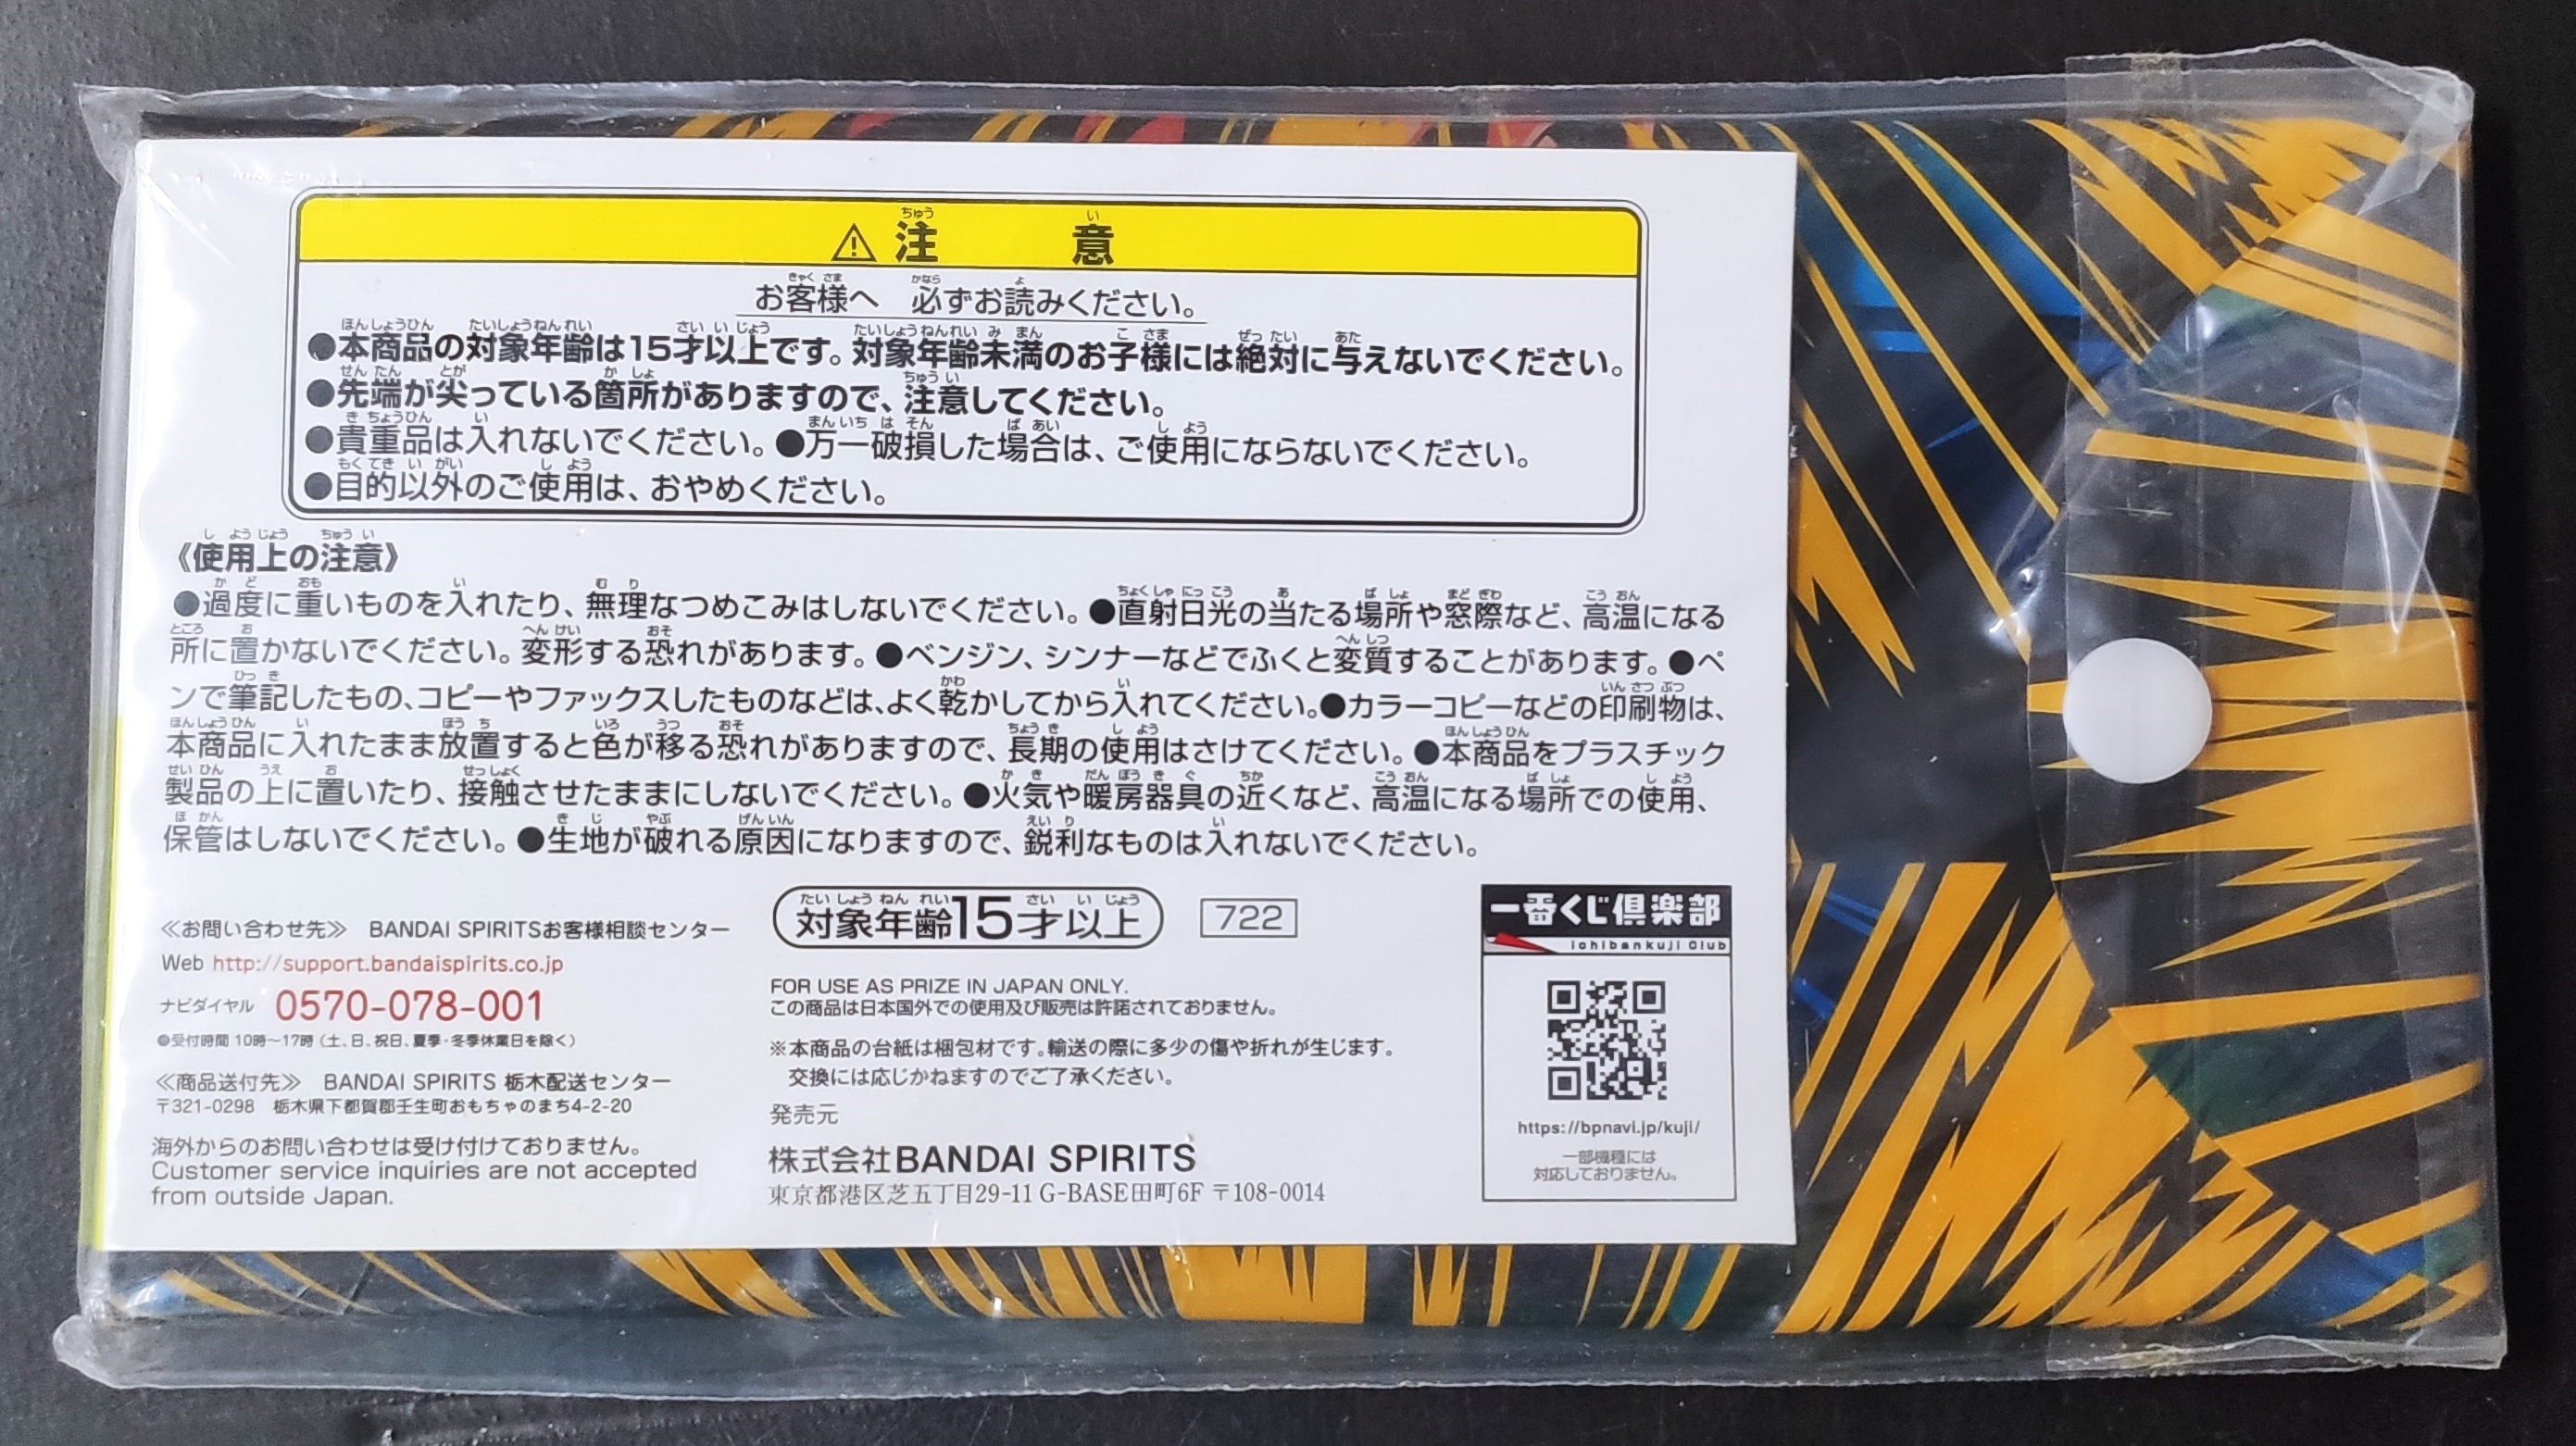 ⚠注　意
お客様へ　必ずお読みください。
●本商品の対象年齢は15才以上です。対象年齢未満のお子様には絶対に与えないでください。
●先端が尖っている箇所がありますので、注意してください。
●貴重品は入れないでください。●万一破損した場合は、ご使用にならないでください。
●目的以外のご使用は、おやめください。
《使用上の注意》
●過度に重いものを入れたり、無理なつめこみはしないでください。●直射日光の当たる場所や窓際など、高温になる
所に置かないでください。変形する恐れがあります。●ベンジン、シンナーなどでふくと変質することがあります。●ペ
ンで筆記したもの、コピーやファックスしたものなどは、よく乾かしてから入れてください。●カラーコピーなどの印刷物は、
本商品に入れたまま放置すると色が移る恐れがありますので、長期の使用はさけてください。●本商品をプラスチック
製品の上に置いたり、接触させたままにしないでください。●火気や暖房器具の近くなど、高温になる場所での使用、
保管はしないでください。●生地が破れる原因になりますので、鋭利なものは入れないでください。
≪お問い合わせ先≫　BANDAI SPIRITSお客様相談センター
Web http://support.bandaispirits.co.jp
ナビダイヤル 0570-078-001
●受付時間 10時～17時（土、日、祝日、夏季・冬季休業日を除く）
≪商品送付先≫　BANDAI SPIRITS 栃木配送センター
〒321-0298　栃木県下都賀郡壬生町おもちゃのまち4-2-20
海外からのお問い合わせは受け付けておりません。
Customer service inquiries are not accepted
from outside Japan.
対象年齢15才以上
722
FOR USE AS PRIZE IN JAPAN ONLY.
この商品は日本国外での使用及び販売は許諾されておりません。
※本商品の台紙は梱包材です。輸送の際に多少の傷や折れが生じます。
交換には応じかねますのでご了承ください。
発売元
株式会社BANDAI SPIRITS
東京都港区芝五丁目29-11 G-BASE田町6F 〒108-0014
一番くじ倶楽部
ichibankuji Club
https://bpnavi.jp/kuji/
一部機種には
対応しておりません。